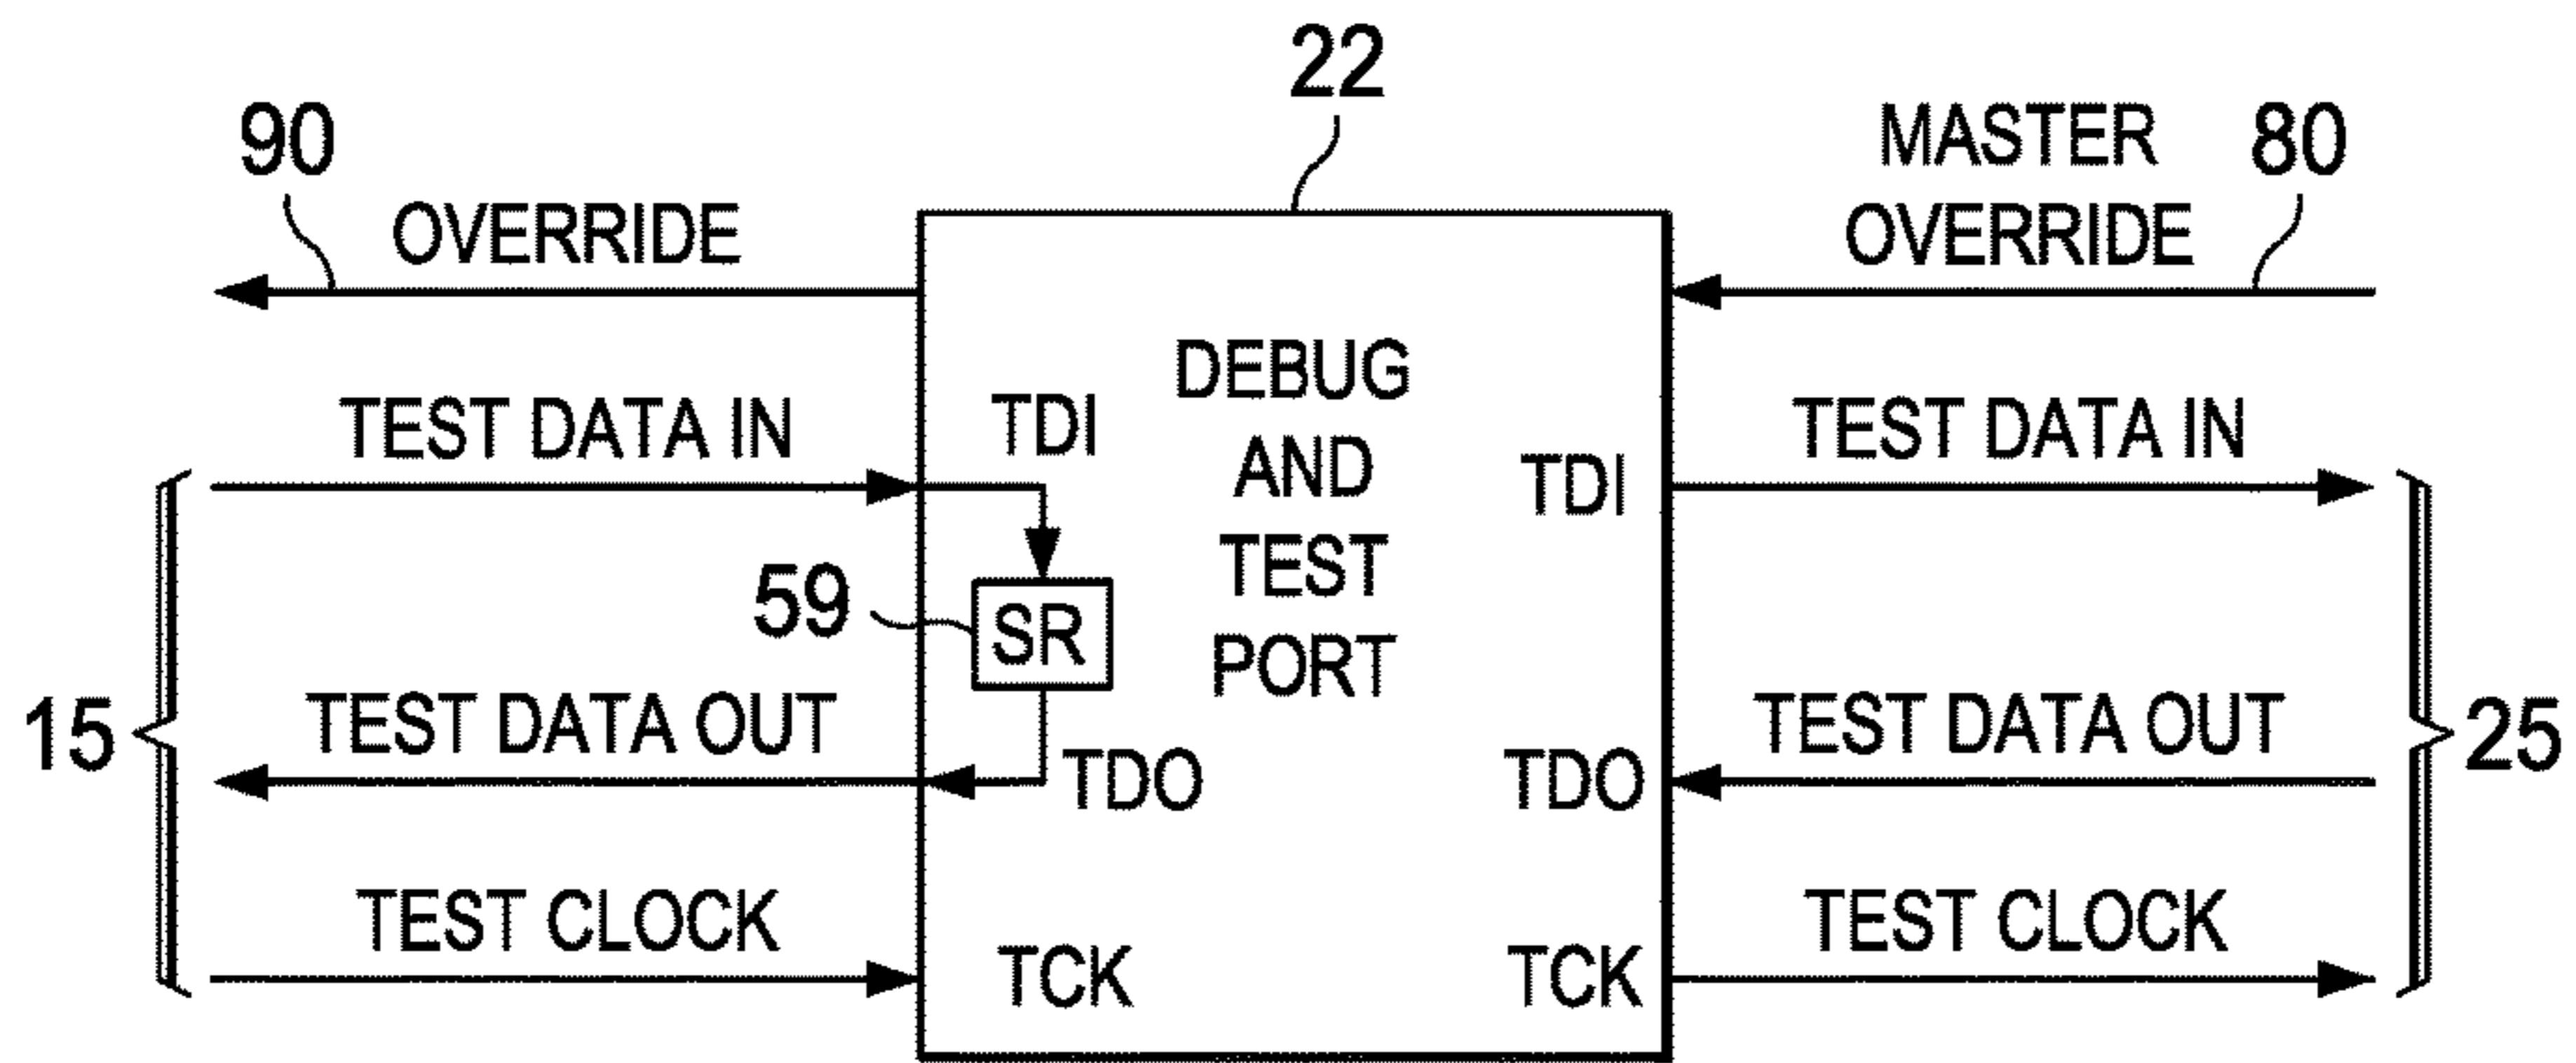 22
90
MASTER
80
OVERRIDE
OVERRIDE
DEBUG
AND
TEST
PORT
TEST DATA IN
TDI
TDI
TEST DATA IN
59
SR
15
TEST DATA OUT
TDO
TDO
TEST DATA OUT
25
TEST CLOCK
TCK
TCK
TEST CLOCK